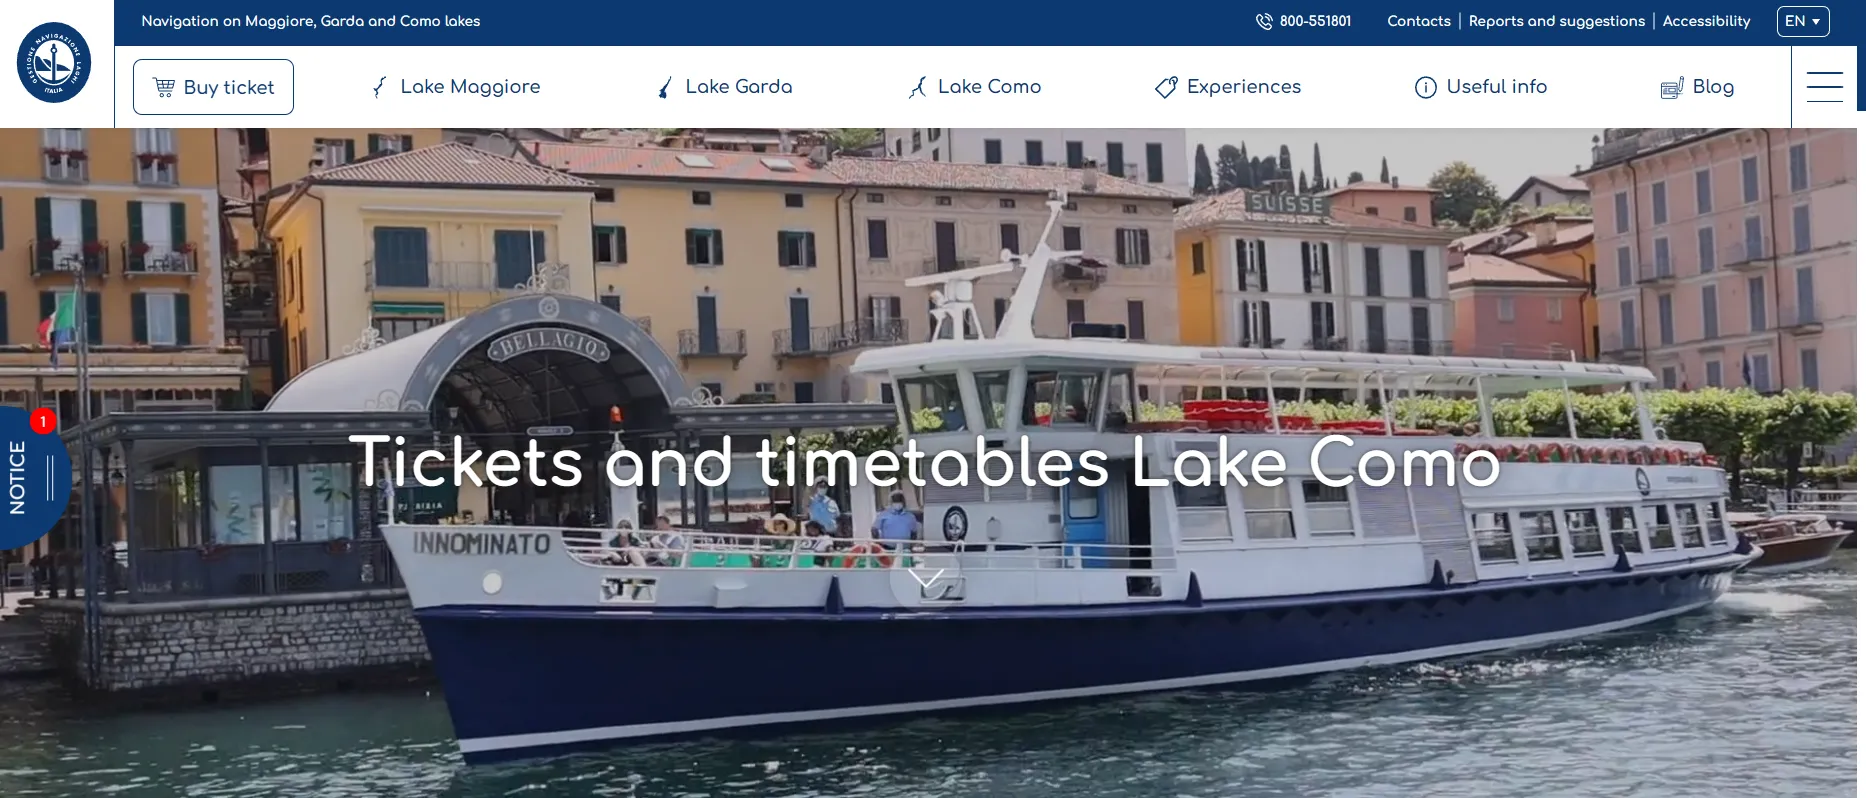 Navigation on Maggiore, Garda and Como lakes
800-551801
Contacts
Reports and suggestions
Accessibility
EN
GESTIONE NAVIGAZIONE LAGHI
ITALIA
Buy ticket
Lake Maggiore
Lake Garda
Lake Como
Experiences
Useful info
Blog
SUISSE
BELLAGIO
1
NOTICE
Tickets and timetables Lake Como
INNOMINATO